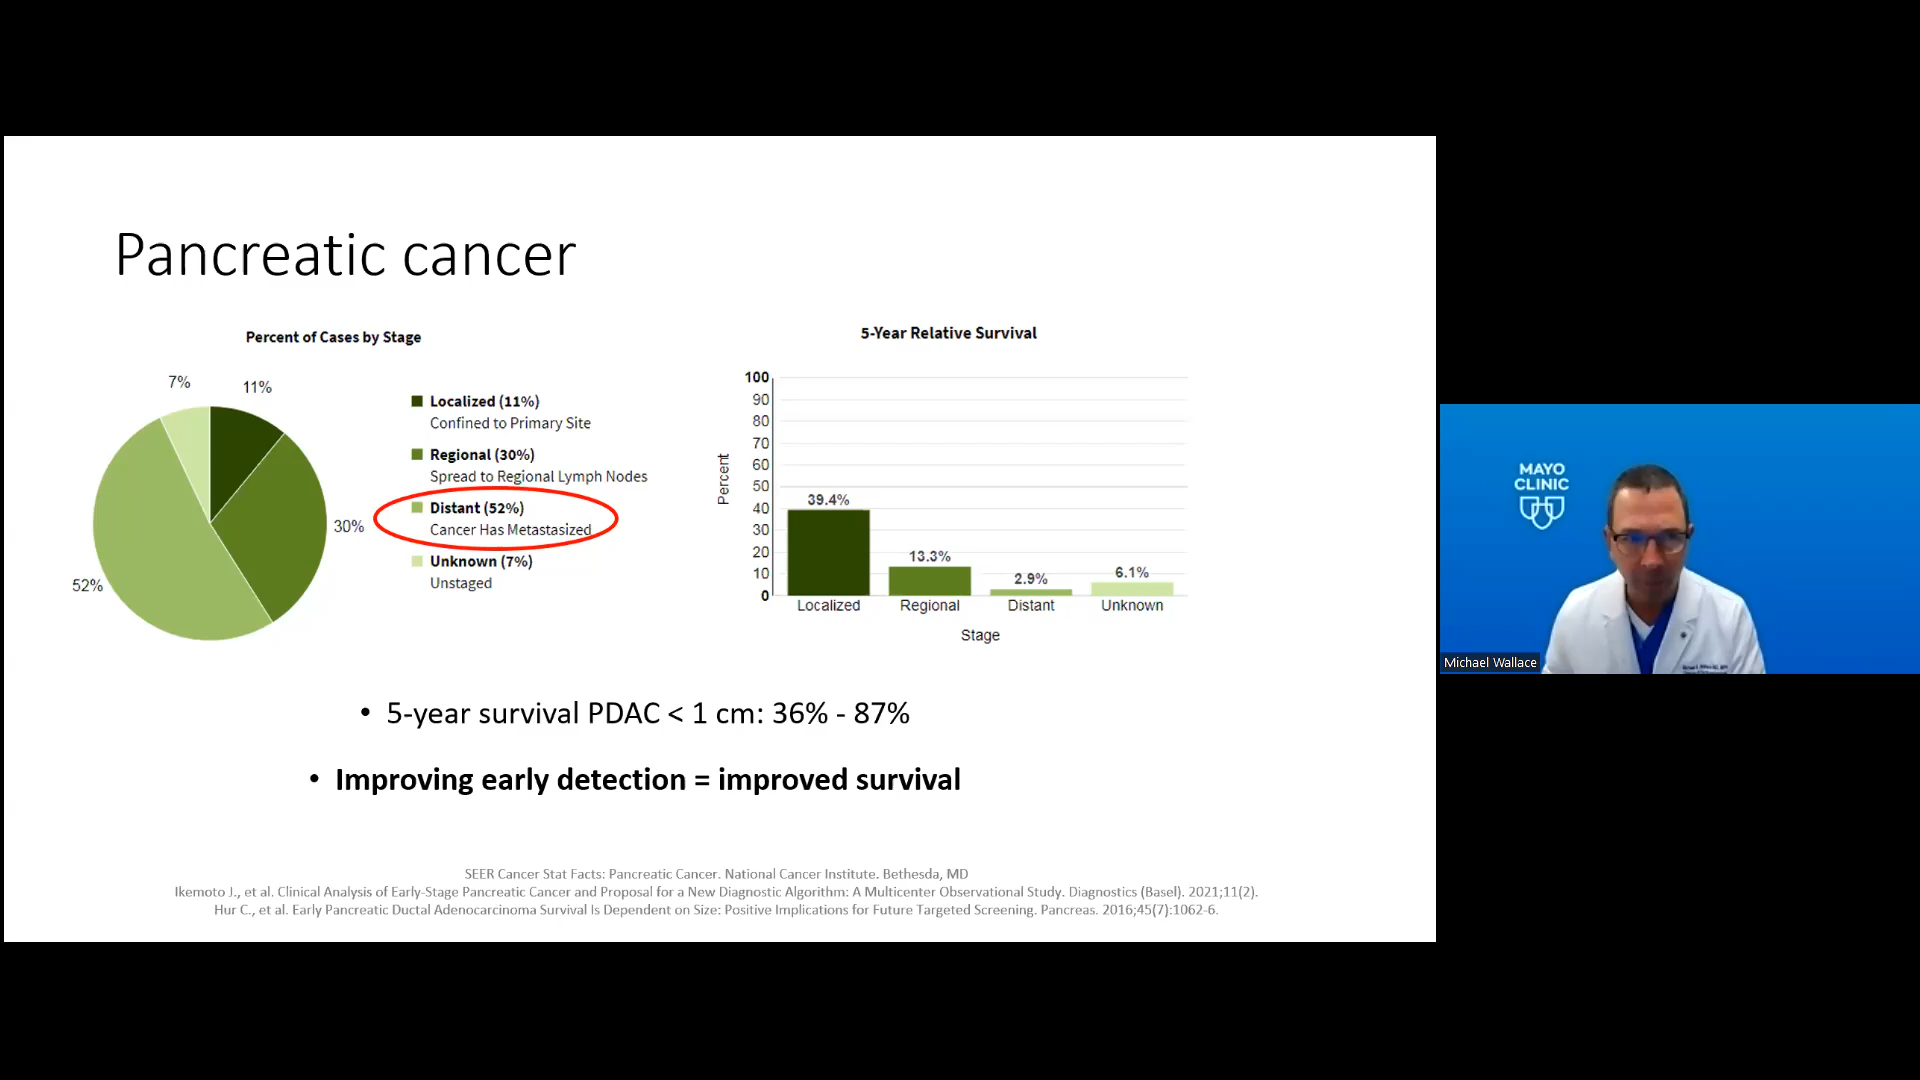 Pancreatic cancer
Percent of Cases by Stage
7%
11%
30%
52%
Localized (11%)
Confined to Primary Site
Regional (30%)
Spread to Regional Lymph Nodes
Distant (52%)
Cancer Has Metastasized
Unknown (7%)
Unstaged
5-Year Relative Survival
Percent
100
90
80
70
60
50
40
30
20
10
0
39.4%
13.3%
2.9%
6.1%
Localized
Regional
Distant
Unknown
Stage
• 5-year survival PDAC < 1 cm: 36% - 87%
• Improving early detection = improved survival
SEER Cancer Stat Facts: Pancreatic Cancer. National Cancer Institute. Bethesda, MD
Ikemoto J., et al. Clinical Analysis of Early-Stage Pancreatic Cancer and Proposal for a New Diagnostic Algorithm: A Multicenter Observational Study. Diagnostics (Basel). 2021;11(2).
Hur C., et al. Early Pancreatic Ductal Adenocarcinoma Survival Is Dependent on Size: Positive Implications for Future Targeted Screening. Pancreas. 2016;45(7):1062-6.
MAYO
CLINIC
Michael Wallace